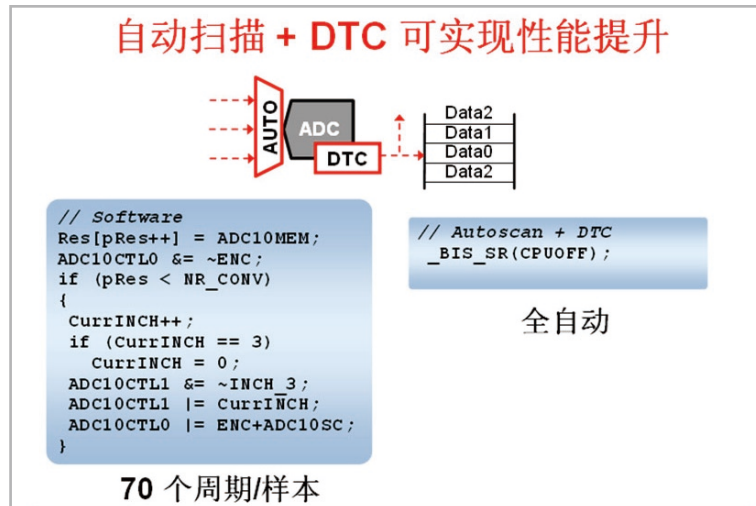 自动扫描 + DTC 可实现性能提升
AUTO
ADC
DTC
Data2
Data1
Data0
Data2
// Software
Res[pRes++] = ADC10MEM;
ADC10CTL0 &= ~ENC;
if (pRes < NR_CONV)
{
CurrINCH++;
if (CurrINCH == 3)
CurrINCH = 0;
ADC10CTL1 &= ~INCH_3;
ADC10CTL1 |= CurrINCH;
ADC10CTL0 |= ENC+ADC10SC;
}
70 个周期/样本
// Autoscan + DTC
_BIS_SR(CPUOFF);
全自动